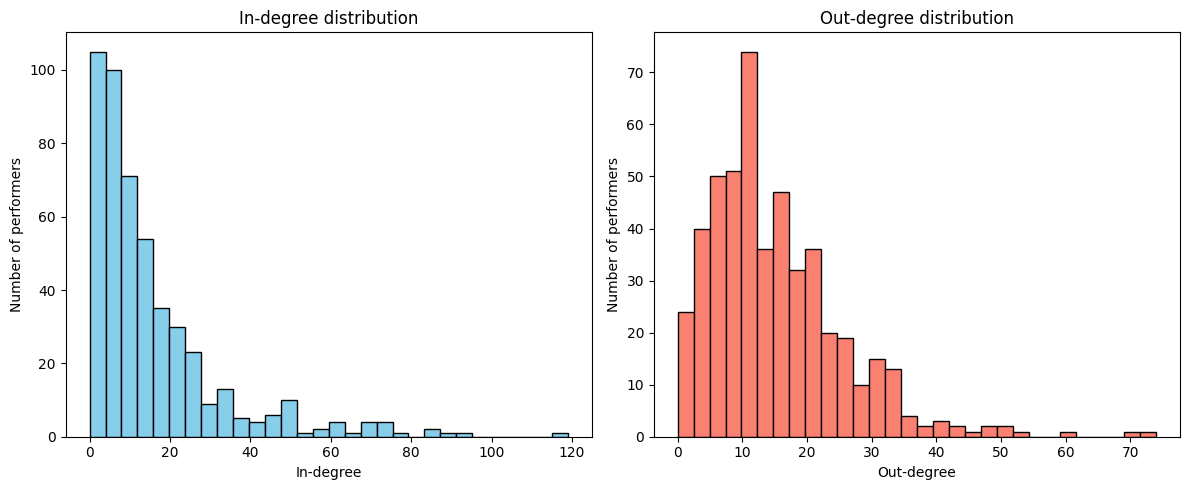 In-degree distribution
Number of performers
100
80
60
40
20
0
0 20 40 60 80 100 120
In-degree
Out-degree distribution
Number of performers
70
60
50
40
30
20
10
0
0 10 20 30 40 50 60 70
Out-degree